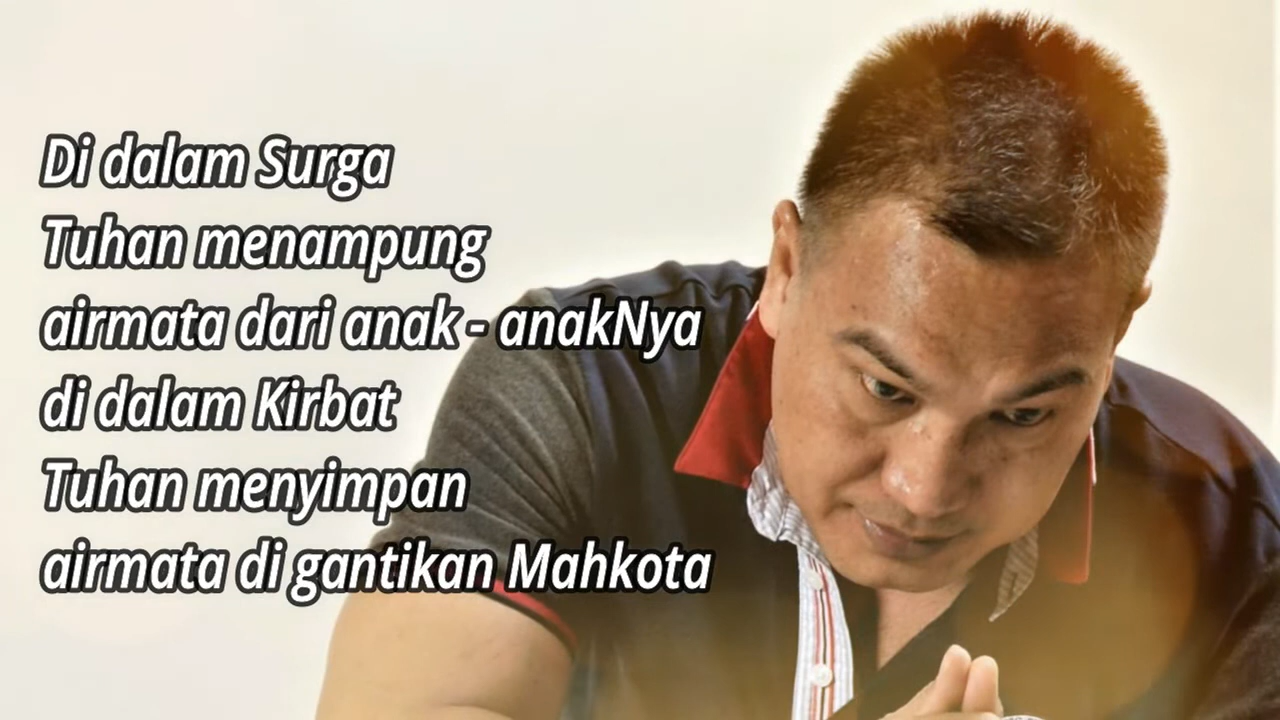 Di dalam Surga
Tuhan menampung
airmata dari anak - anakNya
di dalam Kirbat
Tuhan menyimpan
airmata di gantikan Mahkota